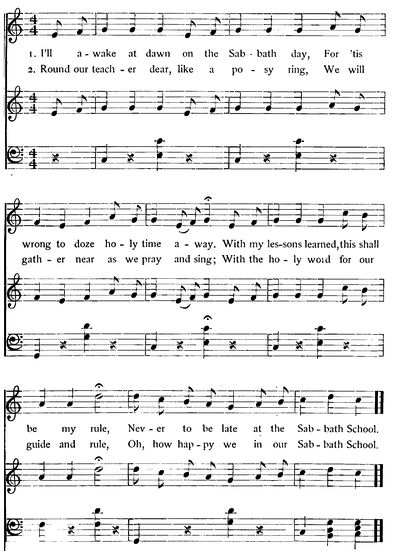 1. I'll a-wake at dawn on the Sab-bath day, For 'tis
2. Round our teach-er dear, like a po-sy ring, We will
wrong to doze ho-ly time a-way. With my les-sons learned, this shall
gath-er near as we pray and sing; With the ho-ly word for our
be my rule, Nev-er to be late at the Sab-bath School.
guide and rule, Oh, how hap-py we in our Sab-bath School.